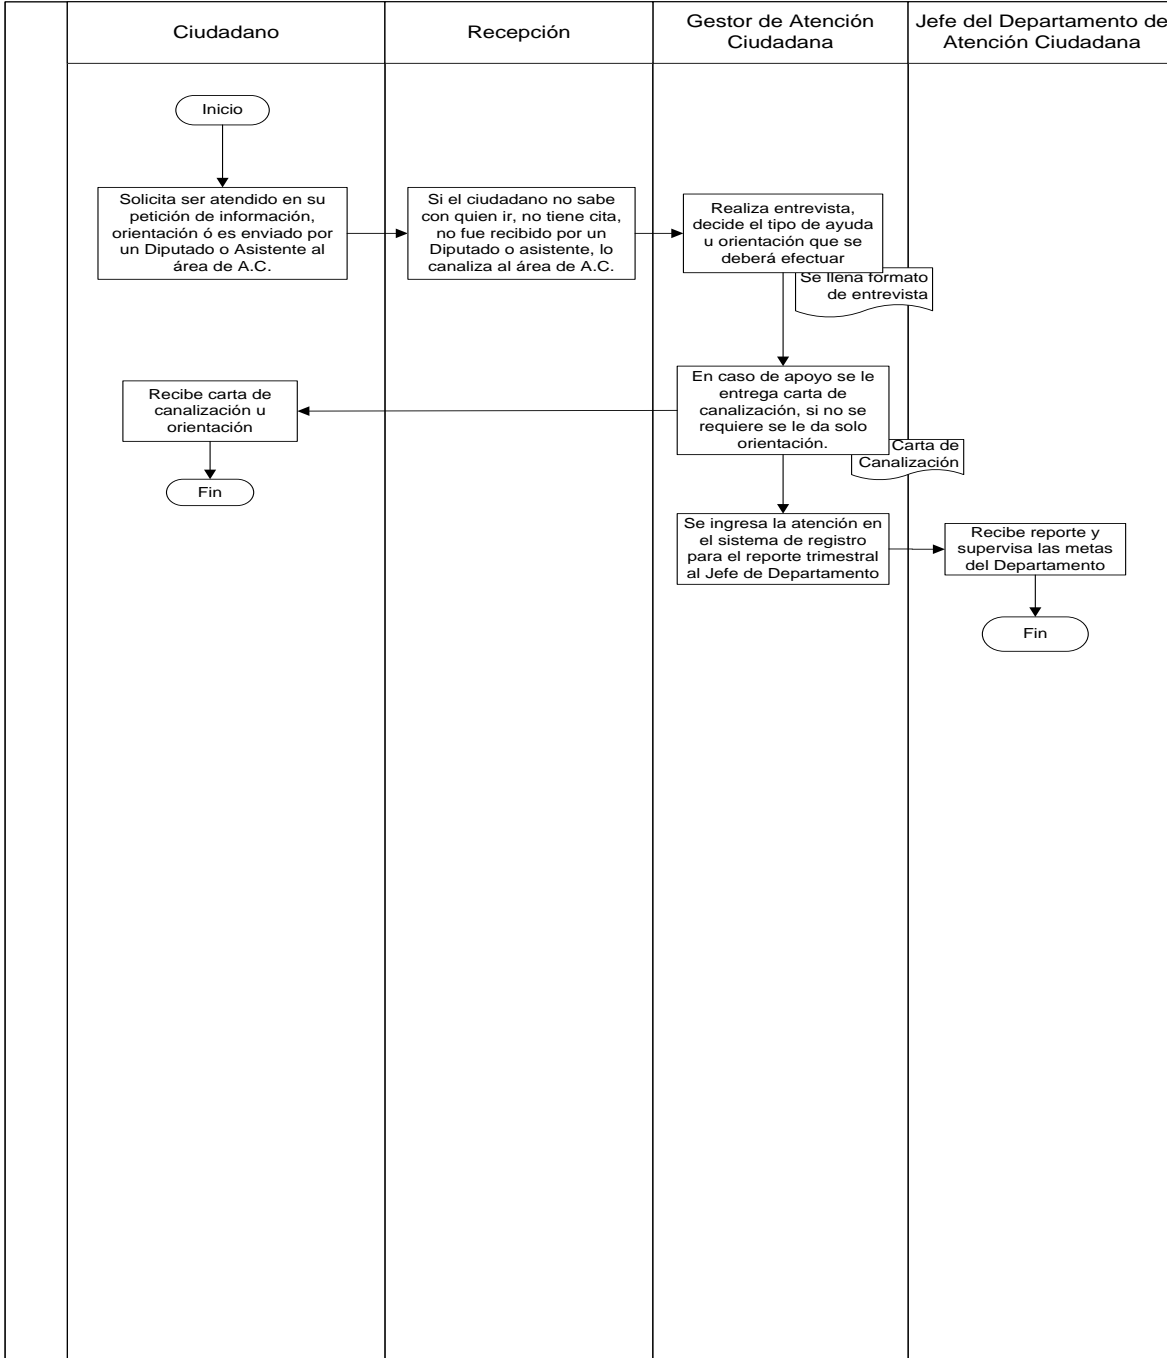 Ciudadano
Recepción
Gestor de Atención
Ciudadana
Jefe del Departamento de
Atención Ciudadana
Inicio
Solicita ser atendido en su
petición de información,
orientación ó es enviado por
un Diputado o Asistente al
área de A.C.
Si el ciudadano no sabe
con quien ir, no tiene cita,
no fue recibido por un
Diputado o asistente, lo
canaliza al área de A.C.
Realiza entrevista,
decide el tipo de ayuda
u orientación que se
deberá efectuar
Se llena formato
de entrevista
En caso de apoyo se le
entrega carta de
canalización, si no se
requiere se le da solo
orientación.
Carta de
Canalización
Recibe carta de
canalización u
orientación
Fin
Se ingresa la atención en
el sistema de registro
para el reporte trimestral
al Jefe de Departamento
Recibe reporte y
supervisa las metas
del Departamento
Fin